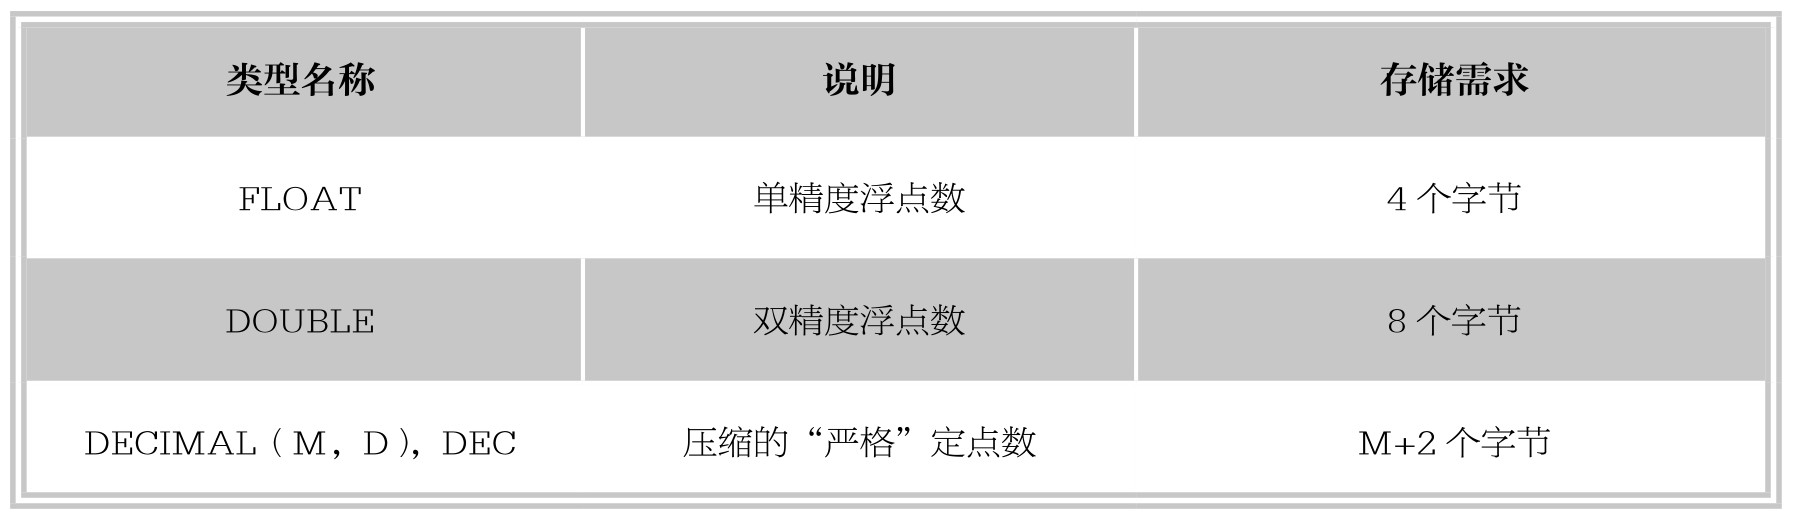 类型名称 说明 存储需求
FLOAT 单精度浮点数 4 个字节
DOUBLE 双精度浮点数 8 个字节
DECIMAL（M，D），DEC 压缩的“严格”定点数 M+2 个字节